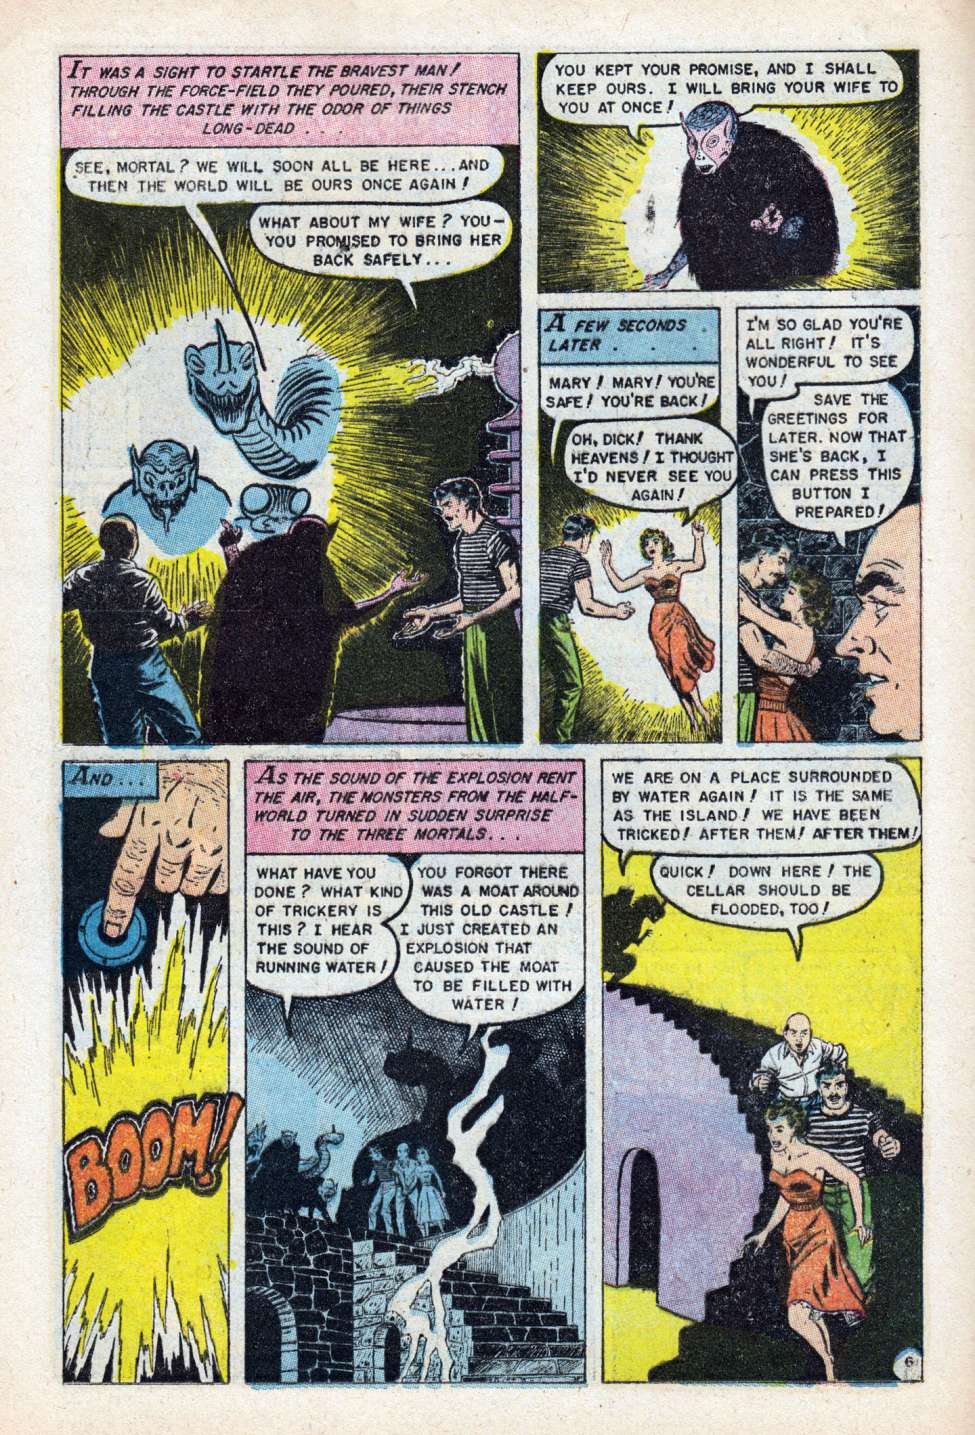 IT WAS A SIGHT TO STARTLE THE BRAVEST MAN!
THROUGH THE FORCE-FIELD THEY POURED, THEIR STENCH
FILLING THE CASTLE WITH THE ODOR OF THINGS
LONG-DEAD . . .
SEE, MORTAL? WE WILL SOON ALL BE HERE...AND
THEN THE WORLD WILL BE OURS ONCE AGAIN!
WHAT ABOUT MY WIFE? YOU-
YOU PROMISED TO BRING HER
BACK SAFELY...
YOU KEPT YOUR PROMISE, AND I SHALL
KEEP OURS. I WILL BRING YOUR WIFE TO
YOU AT ONCE!
A FEW SECONDS
LATER . . . .
MARY! MARY! YOU'RE
SAFE! YOU'RE BACK!
OH, DICK! THANK
HEAVENS! I THOUGHT
I'D NEVER SEE YOU
AGAIN!
I'M SO GLAD YOU'RE
ALL RIGHT! IT'S
WONDERFUL TO SEE
YOU!
SAVE THE
GREETINGS FOR
LATER. NOW THAT
SHE'S BACK, I
CAN PRESS THIS
BUTTON I
PREPARED!
AND...
BOOM!
AS THE SOUND OF THE EXPLOSION RENT
THE AIR, THE MONSTERS FROM THE HALF-
WORLD TURNED IN SUDDEN SURPRISE
TO THE THREE MORTALS...
WHAT HAVE YOU
DONE? WHAT KIND
OF TRICKERY IS
THIS? I HEAR
THE SOUND OF
RUNNING WATER!
YOU FORGOT THERE
WAS A MOAT AROUND
THIS OLD CASTLE!
I JUST CREATED AN
EXPLOSION THAT
CAUSED THE MOAT
TO BE FILLED WITH
WATER!
WE ARE ON A PLACE SURROUNDED
BY WATER AGAIN! IT IS THE SAME
AS THE ISLAND! WE HAVE BEEN
TRICKED! AFTER THEM! AFTER THEM!
QUICK! DOWN HERE! THE
CELLAR SHOULD BE
FLOODED, TOO!
6